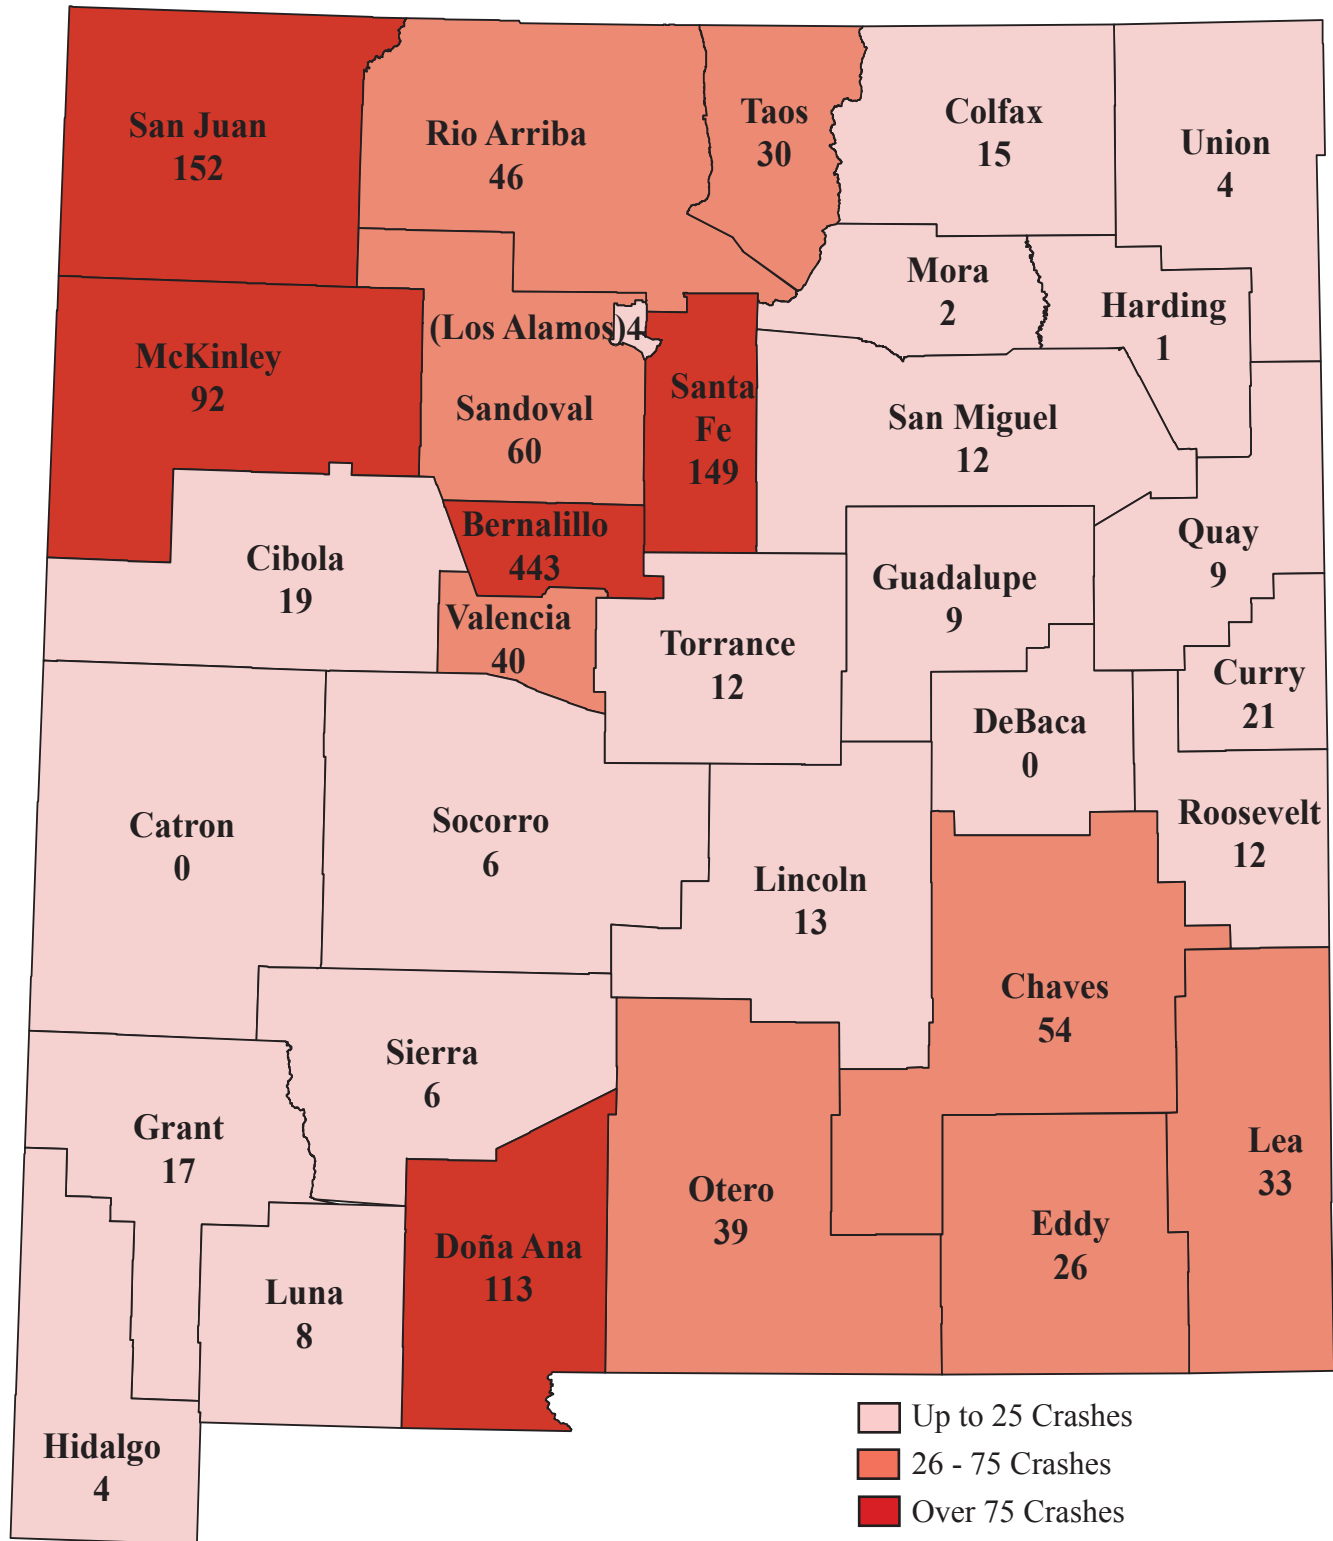 San Juan
152
Rio Arriba
46
Taos
30
Colfax
15
Union
4
Mora
2
Harding
1
(Los Alamos)4
McKinley
92
Sandoval
60
Santa
Fe
149
San Miguel
12
Bernalillo
443
Cibola
19
Valencia
40
Torrance
12
Guadalupe
9
Quay
9
Curry
21
DeBaca
0
Roosevelt
12
Catron
0
Socorro
6
Lincoln
13
Chaves
54
Sierra
6
Grant
17
Lea
33
Otero
39
Eddy
26
Doña Ana
113
Luna
8
Hidalgo
4
Up to 25 Crashes
26 - 75 Crashes
Over 75 Crashes